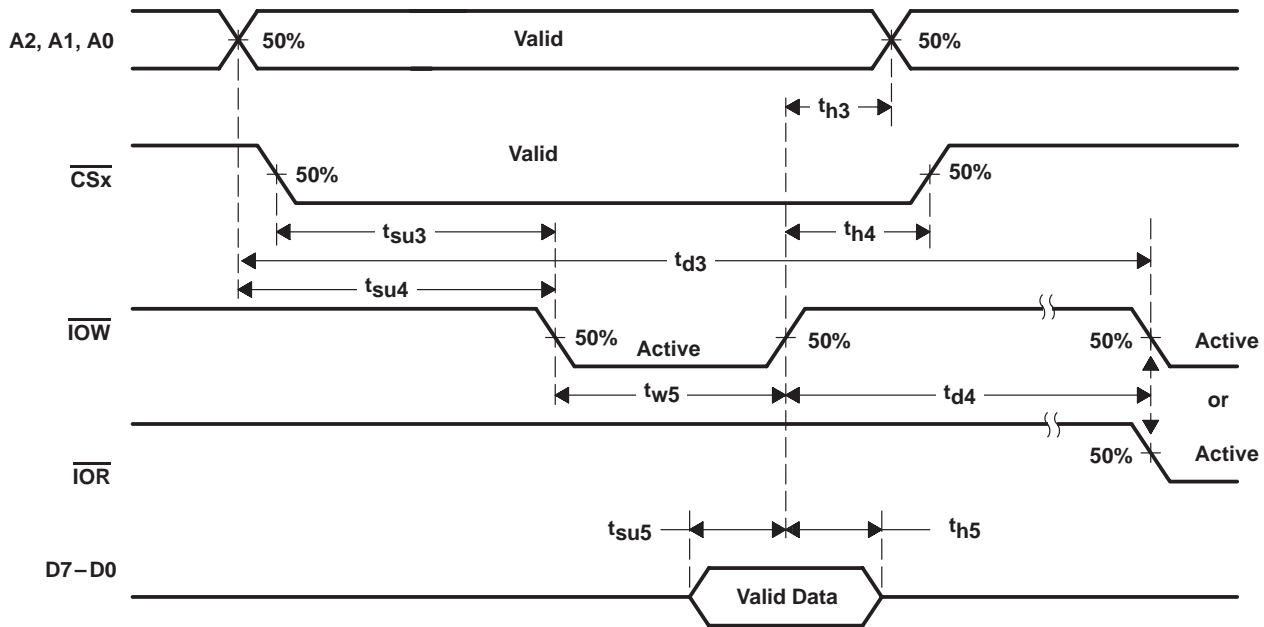 A2, A1, A0
50%
Valid
50%
th3
CSx
50%
Valid
50%
tsu3
th4
td3
tsu4
IOW
50%
Active
50%
50%
Active
tw5
td4
or
IOR
50%
Active
tsu5
th5
D7–D0
Valid Data